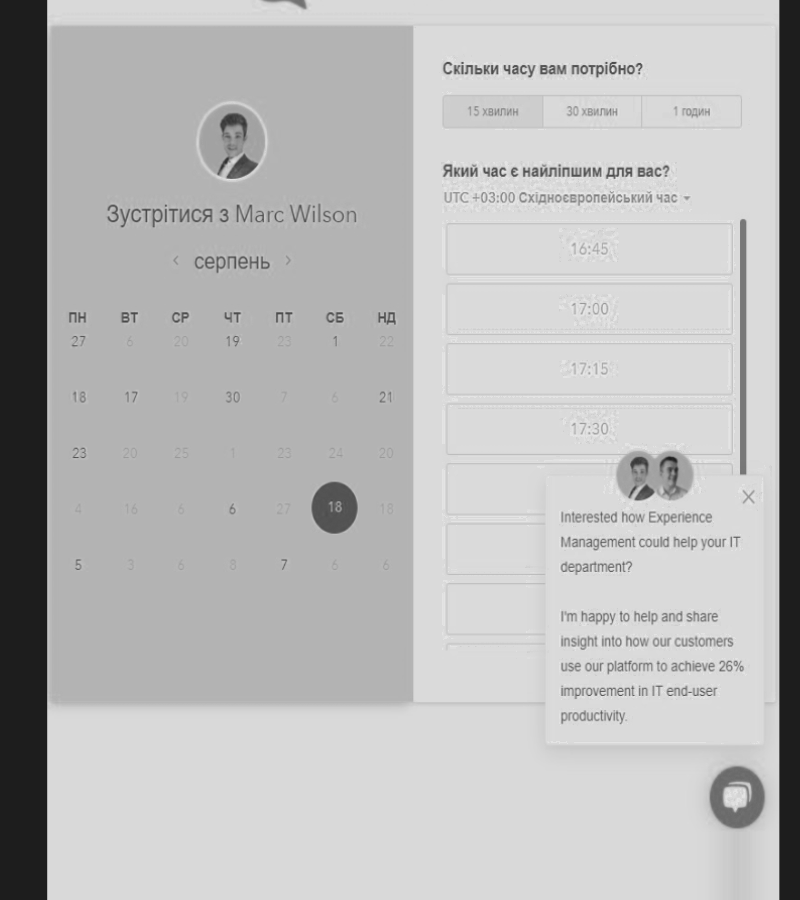 Зустрітися з Marc Wilson
‹ серпень ›
ПН ВТ СР ЧТ ПТ СБ НД
27 6 20 19 23 1 22
18 17 19 30 7 6 21
23 20 25 1 23 24 20
4 16 6 6 27 18 18
5 3 6 8 7 6 6
Скільки часу вам потрібно?
15 хвилин 30 хвилин 1 годин
Який час є найліпшим для вас?
UTC +03:00 Східноєвропейський час
16:45
17:00
17:15
17:30
Interested how Experience
Management could help your IT
department?
I'm happy to help and share
insight into how our customers
use our platform to achieve 26%
improvement in IT end-user
productivity.